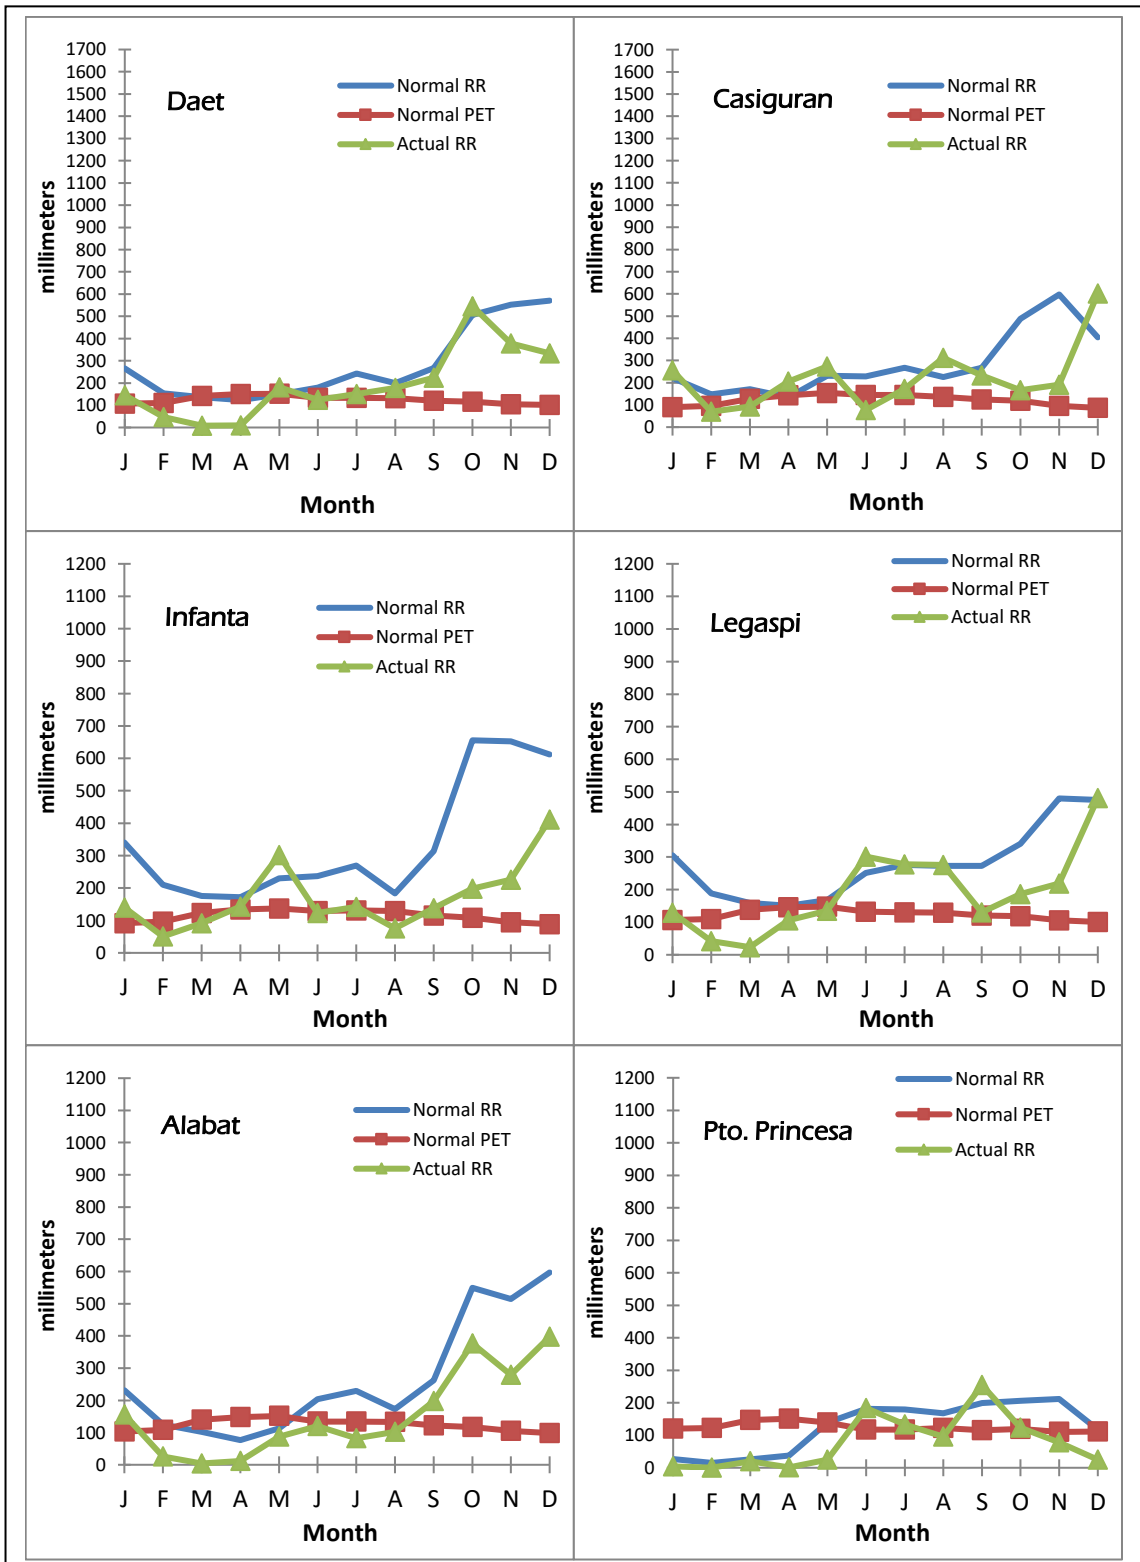 Daet
Normal RR
Normal PET
Actual RR
millimeters
1700
1600
1500
1400
1300
1200
1100
1000
900
800
700
600
500
400
300
200
100
0
J F M A M J J A S O N D
Month
Casiguran
Normal RR
Normal PET
Actual RR
millimeters
1700
1600
1500
1400
1300
1200
1100
1000
900
800
700
600
500
400
300
200
100
0
J F M A M J J A S O N D
Month
Infanta
Normal RR
Normal PET
Actual RR
millimeters
1200
1100
1000
900
800
700
600
500
400
300
200
100
0
J F M A M J J A S O N D
Month
Legaspi
Normal RR
Normal PET
Actual RR
millimeters
1200
1100
1000
900
800
700
600
500
400
300
200
100
0
J F M A M J J A S O N D
Month
Alabat
Normal RR
Normal PET
Actual RR
millimeters
1200
1100
1000
900
800
700
600
500
400
300
200
100
0
J F M A M J J A S O N D
Month
Pto. Princesa
Normal RR
Normal PET
Actual RR
millimeters
1200
1100
1000
900
800
700
600
500
400
300
200
100
0
J F M A M J J A S O N D
Month